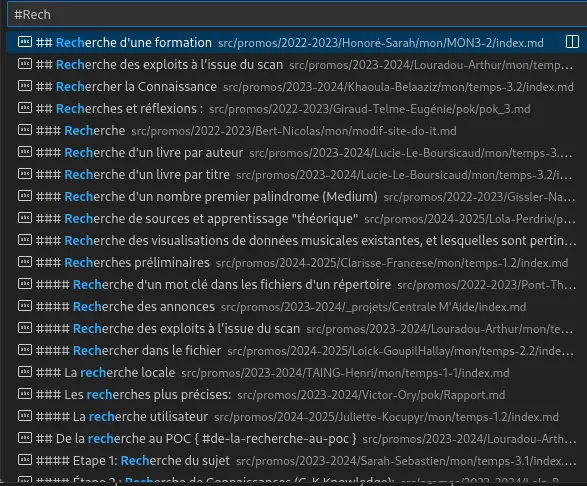 #Rech
## Recherche d'une formation src/promos/2022-2023/Honoré-Sarah/mon/MON3-2/index.md
## Recherche des exploits à l'issue du scan src/promos/2023-2024/Louradou-Arthur/mon/temp...
## Rechercher la Connaissance src/promos/2023-2024/Khaoula-Belaaziz/mon/temps-3.2/index.md
## Recherches et réflexions : src/promos/2022-2023/Giraud-Telme-Eugénie/pok/pok_3.md
### Recherche src/promos/2022-2023/Bert-Nicolas/mon/modif-site-do-it.md
### Recherche d'un livre par auteur src/promos/2023-2024/Lucie-Le-Boursicaud/mon/temps-3....
### Recherche d'un livre par titre src/promos/2023-2024/Lucie-Le-Boursicaud/mon/temps-3.2/i...
### Recherche d'un nombre premier palindrome (Medium) src/promos/2022-2023/Gissler-Na...
### Recherche de sources et apprentissage "théorique" src/promos/2024-2025/Lola-Perdrix/p...
### Recherche des visualisations de données musicales existantes, et lesquelles sont pertin...
### Recherches préliminaires src/promos/2024-2025/Clarisse-Francese/mon/temps-1.2/index.md
#### Recherche d'un mot clé dans les fichiers d'un répertoire src/promos/2022-2023/Pont-Th...
#### Recherche des annonces src/promos/2023-2024/_projets/Centrale M'Aide/index.md
#### Recherche des exploits à l'issue du scan src/promos/2023-2024/Louradou-Arthur/mon/te...
#### Rechercher dans le fichier src/promos/2024-2025/Loick-GoupilHallay/mon/temps-2.2/inde...
### La recherche locale src/promos/2023-2024/TAING-Henri/mon/temps-1-1/index.md
### Les recherches plus précises: src/promos/2023-2024/Victor-Ory/pok/Rapport.md
#### La recherche utilisateur src/promos/2024-2025/Juliette-Kocupyr/mon/temps-1.2/index.md
## De la recherche au POC { #de-la-recherche-au-poc } src/promos/2023-2024/Louradou-Arth...
#### Etape 1: Recherche du sujet src/promos/2023-2024/Sarah-Sebastien/mon/temps-3.1/index....
#### Étape 2 : Recherche de Connaissances (C-K Knowledge): src/promos/2024-2025/